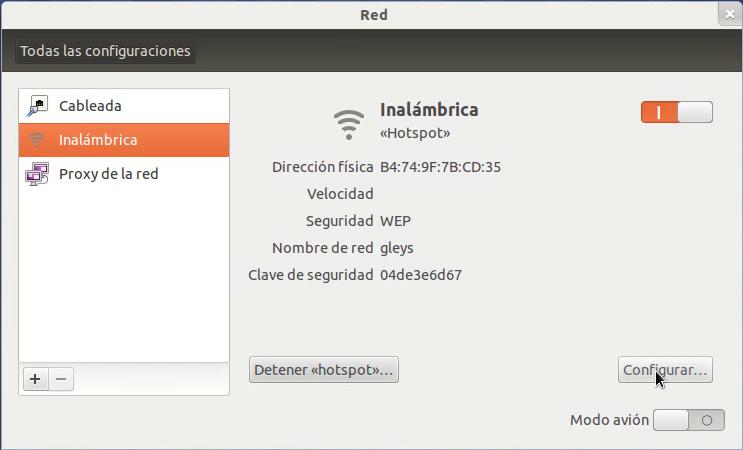 Red
Todas las configuraciones
Cableada
Inalámbrica
Proxy de la red
Inalámbrica
«Hotspot»
Dirección física B4:74:9F:7B:CD:35
Velocidad
Seguridad WEP
Nombre de red gleys
Clave de seguridad 04de3e6d67
Detener «hotspot»...
Configurar...
Modo avión